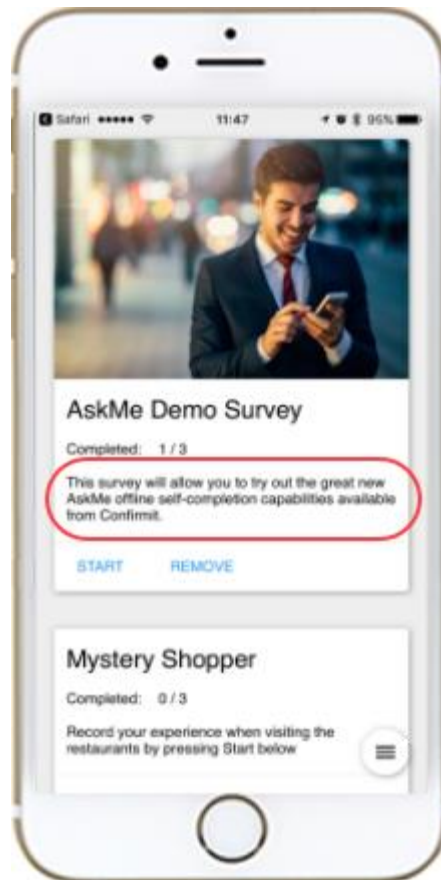 Safari 11:47 95%
AskMe Demo Survey
Completed: 1 / 3
This survey will allow you to try out the great new
AskMe offline self-completion capabilities available
from Confirmit.
START REMOVE
Mystery Shopper
Completed: 0 / 3
Record your experience when visiting the
restaurants by pressing Start below